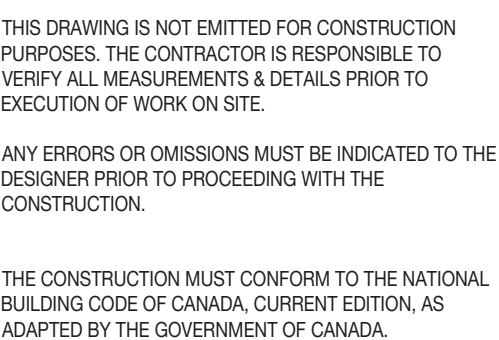 THIS DRAWING IS NOT EMITTED FOR CONSTRUCTION
PURPOSES. THE CONTRACTOR IS RESPONSIBLE TO
VERIFY ALL MEASUREMENTS & DETAILS PRIOR TO
EXECUTION OF WORK ON SITE.
ANY ERRORS OR OMISSIONS MUST BE INDICATED TO THE
DESIGNER PRIOR TO PROCEEDING WITH THE
CONSTRUCTION.
THE CONSTRUCTION MUST CONFORM TO THE NATIONAL
BUILDING CODE OF CANADA, CURRENT EDITION, AS
ADAPTED BY THE GOVERNMENT OF CANADA.